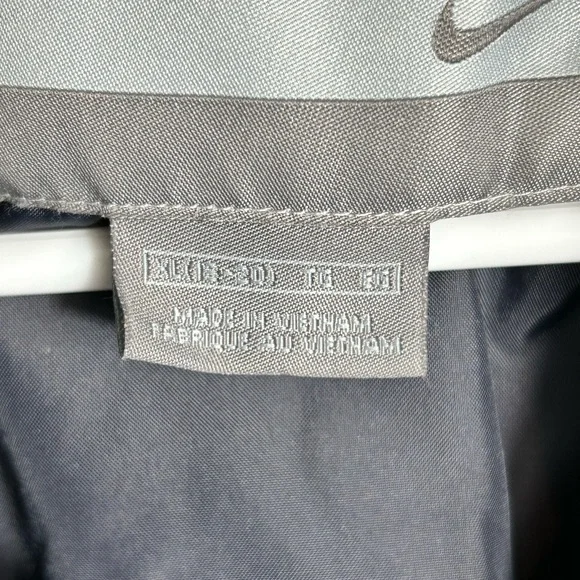 XL(18-20) TG EG
MADE IN VIETNAM
FABRIQUE AU VIETNAM